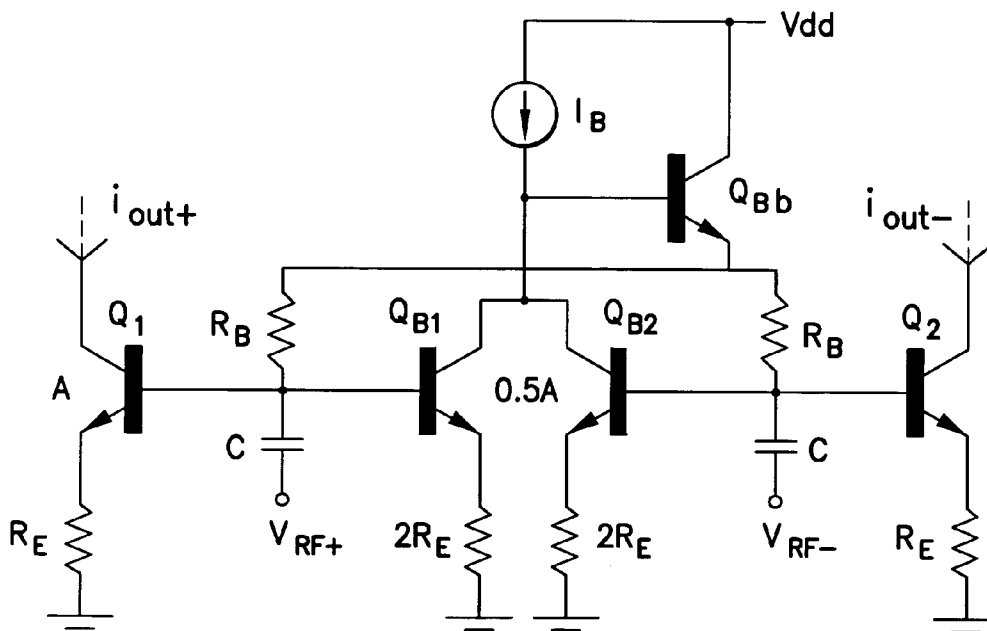 Vdd
I_B
Q_Bb
i_out+
i_out-
Q_1
R_B
Q_B1
Q_B2
R_B
Q_2
A
0.5A
C
C
R_E
V_RF+
2R_E
2R_E
V_RF-
R_E